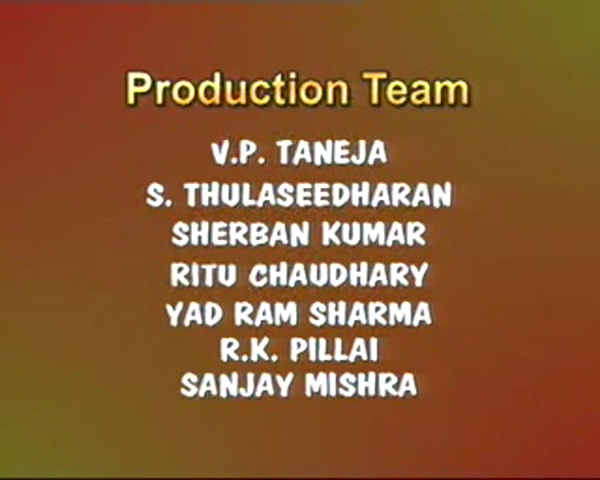 Production Team
V.P. TANEJA
S. THULASEEDHARAN
SHERBAN KUMAR
RITU CHAUDHARY
YAD RAM SHARMA
R.K. PILLAI
SANJAY MISHRA